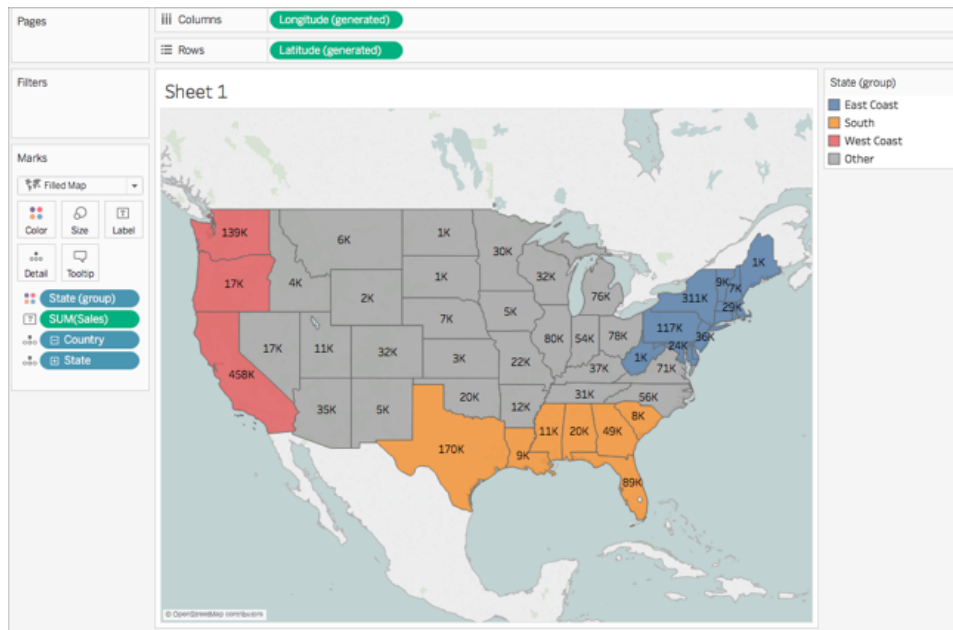 Pages
Columns
Longitude (generated)
Rows
Latitude (generated)
Filters
Sheet 1
State (group)
East Coast
South
West Coast
Other
Marks
Filled Map
Color
Size
Label
Detail
Tooltip
State (group)
SUM(Sales)
Country
State
139K
6K
1K
30K
1K
17K
4K
1K
32K
9K
7K
2K
76K
311K
29K
7K
5K
117K
36K
17K
11K
32K
80K
54K
78K
24K
458K
3K
22K
1K
71K
37K
35K
5K
20K
12K
31K
56K
8K
170K
9K
11K
20K
49K
89K
© OpenStreetMap contributors